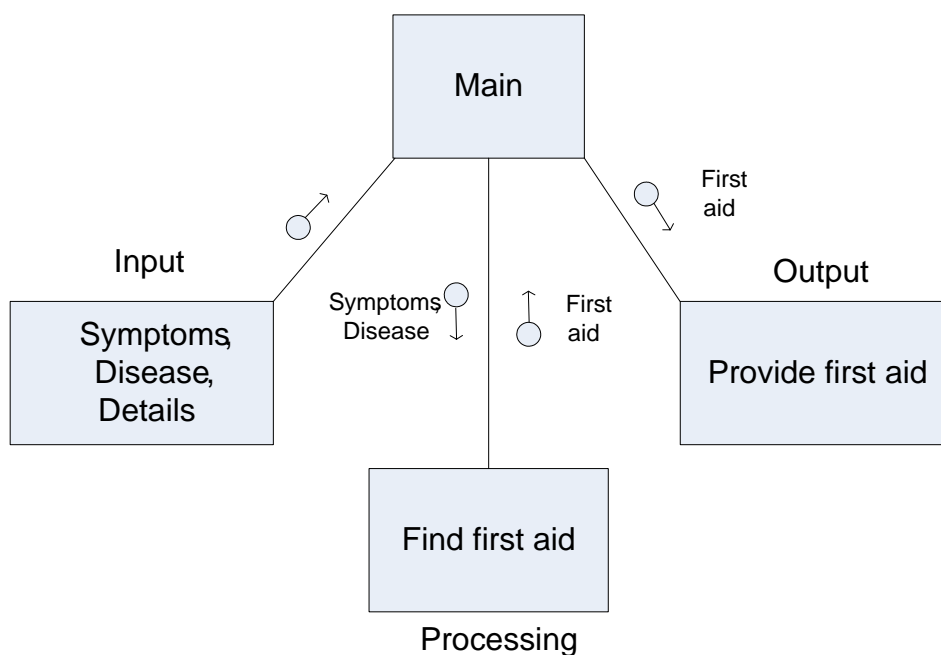 Main
First
aid
Input
Output
Symptoms,
Disease
First
aid
Symptoms,
Disease,
Details
Provide first aid
Find first aid
Processing